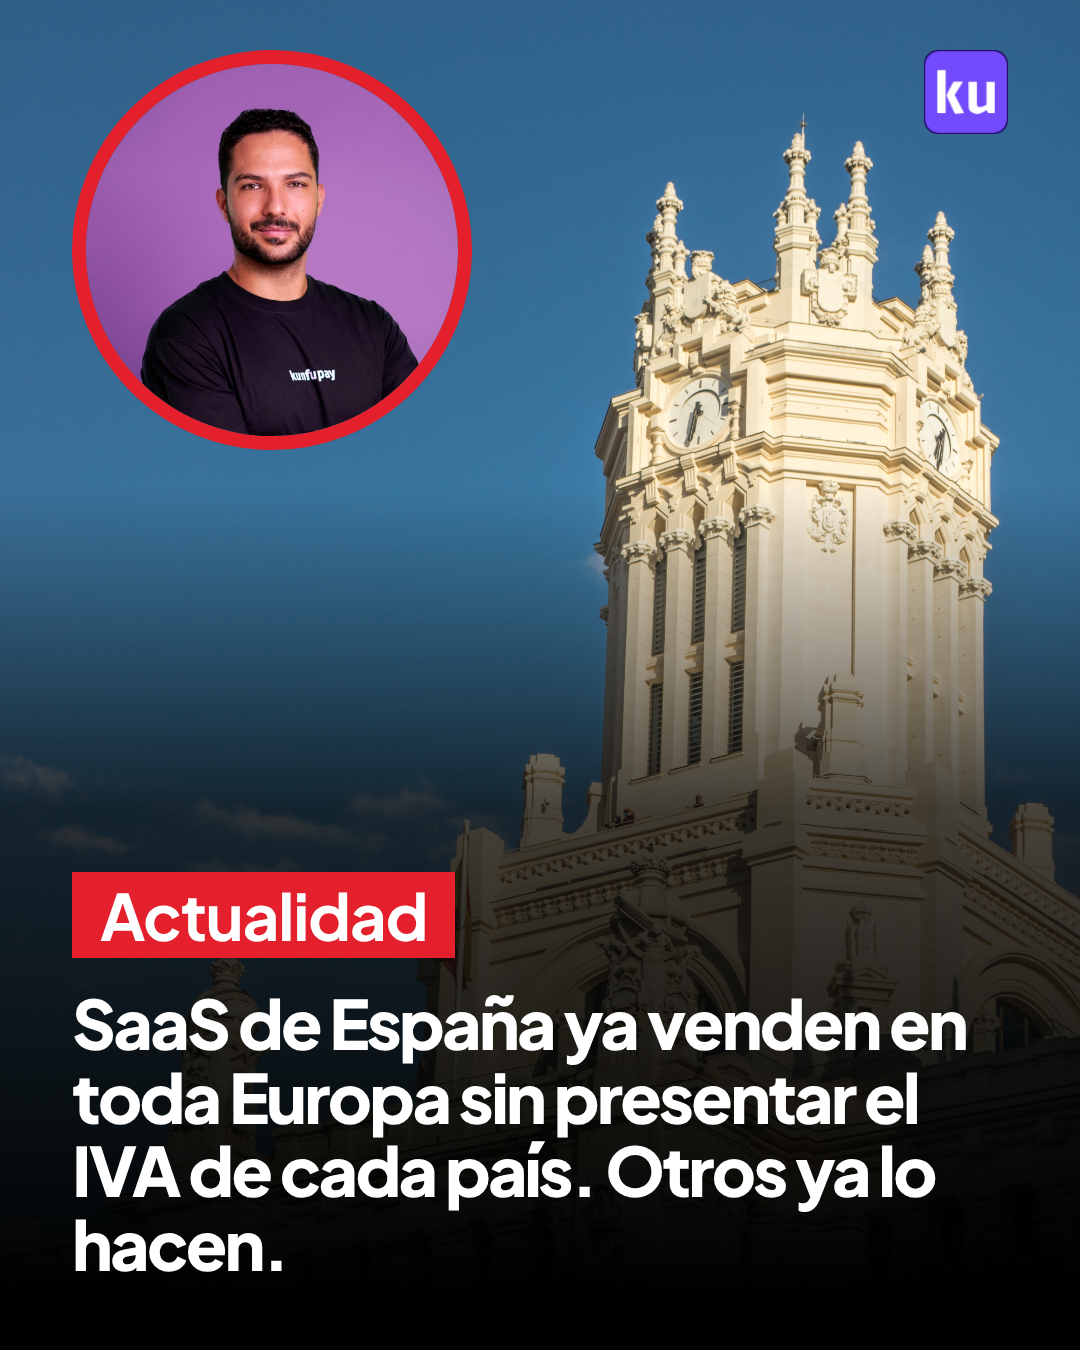 ku
kunfupay
Actualidad
SaaS de España ya venden en
toda Europa sin presentar el
IVA de cada país. Otros ya lo
hacen.